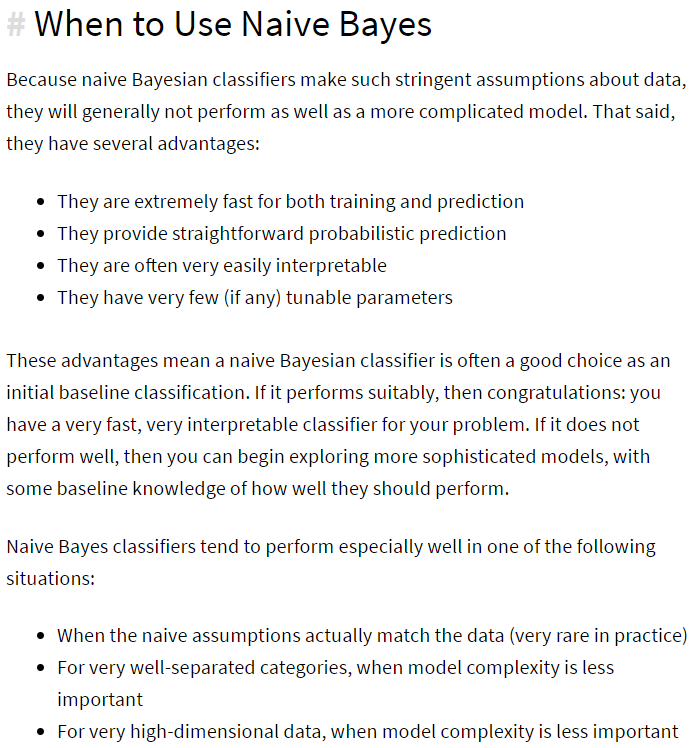 # When to Use Naive Bayes
Because naive Bayesian classifiers make such stringent assumptions about data,
they will generally not perform as well as a more complicated model. That said,
they have several advantages:
• They are extremely fast for both training and prediction
• They provide straightforward probabilistic prediction
• They are often very easily interpretable
• They have very few (if any) tunable parameters
These advantages mean a naive Bayesian classifier is often a good choice as an
initial baseline classification. If it performs suitably, then congratulations: you
have a very fast, very interpretable classifier for your problem. If it does not
perform well, then you can begin exploring more sophisticated models, with
some baseline knowledge of how well they should perform.
Naive Bayes classifiers tend to perform especially well in one of the following
situations:
• When the naive assumptions actually match the data (very rare in practice)
• For very well-separated categories, when model complexity is less
important
• For very high-dimensional data, when model complexity is less important